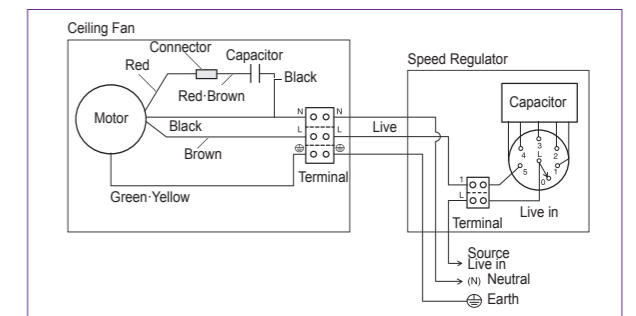 Ceiling Fan
Connector
Capacitor
Red
Black
Red·Brown
Motor
N
N
Black
L
L
Live
Brown
Terminal
Green·Yellow
Speed Regulator
Capacitor
3
4
L
2
5
0
1
1
L
Live in
Terminal
Source
Live in
(N) Neutral
Earth